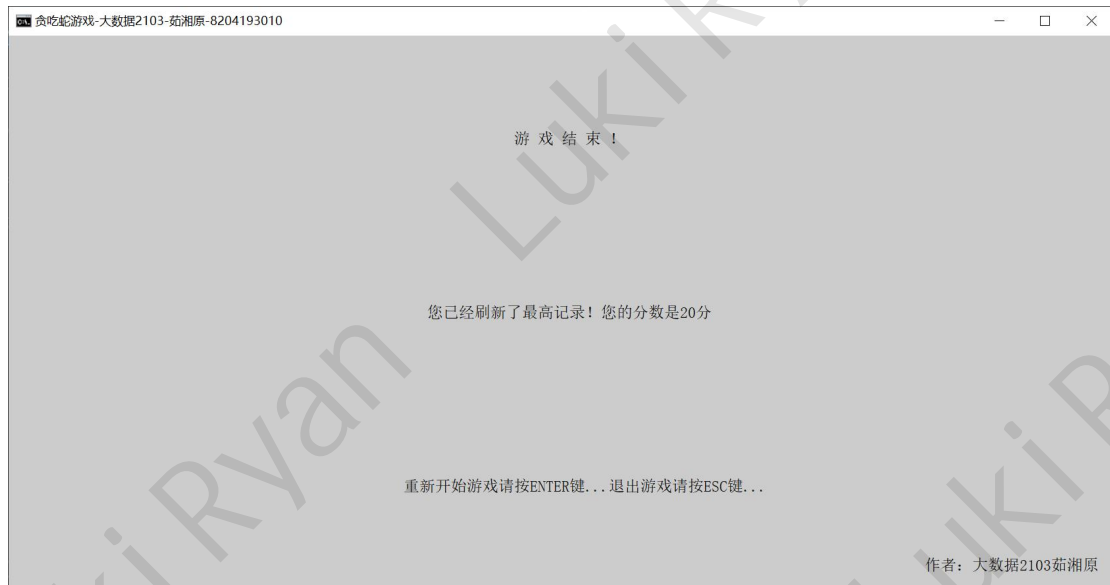 贪吃蛇游戏-大数据2103-茹湘原-8204193010
游 戏 结 束 !
您已经刷新了最高记录! 您的分数是20分
重新开始游戏请按ENTER键...退出游戏请按ESC键...
作者: 大数据2103茹湘原
Luki Ryan
Luki Ryan
Luki R